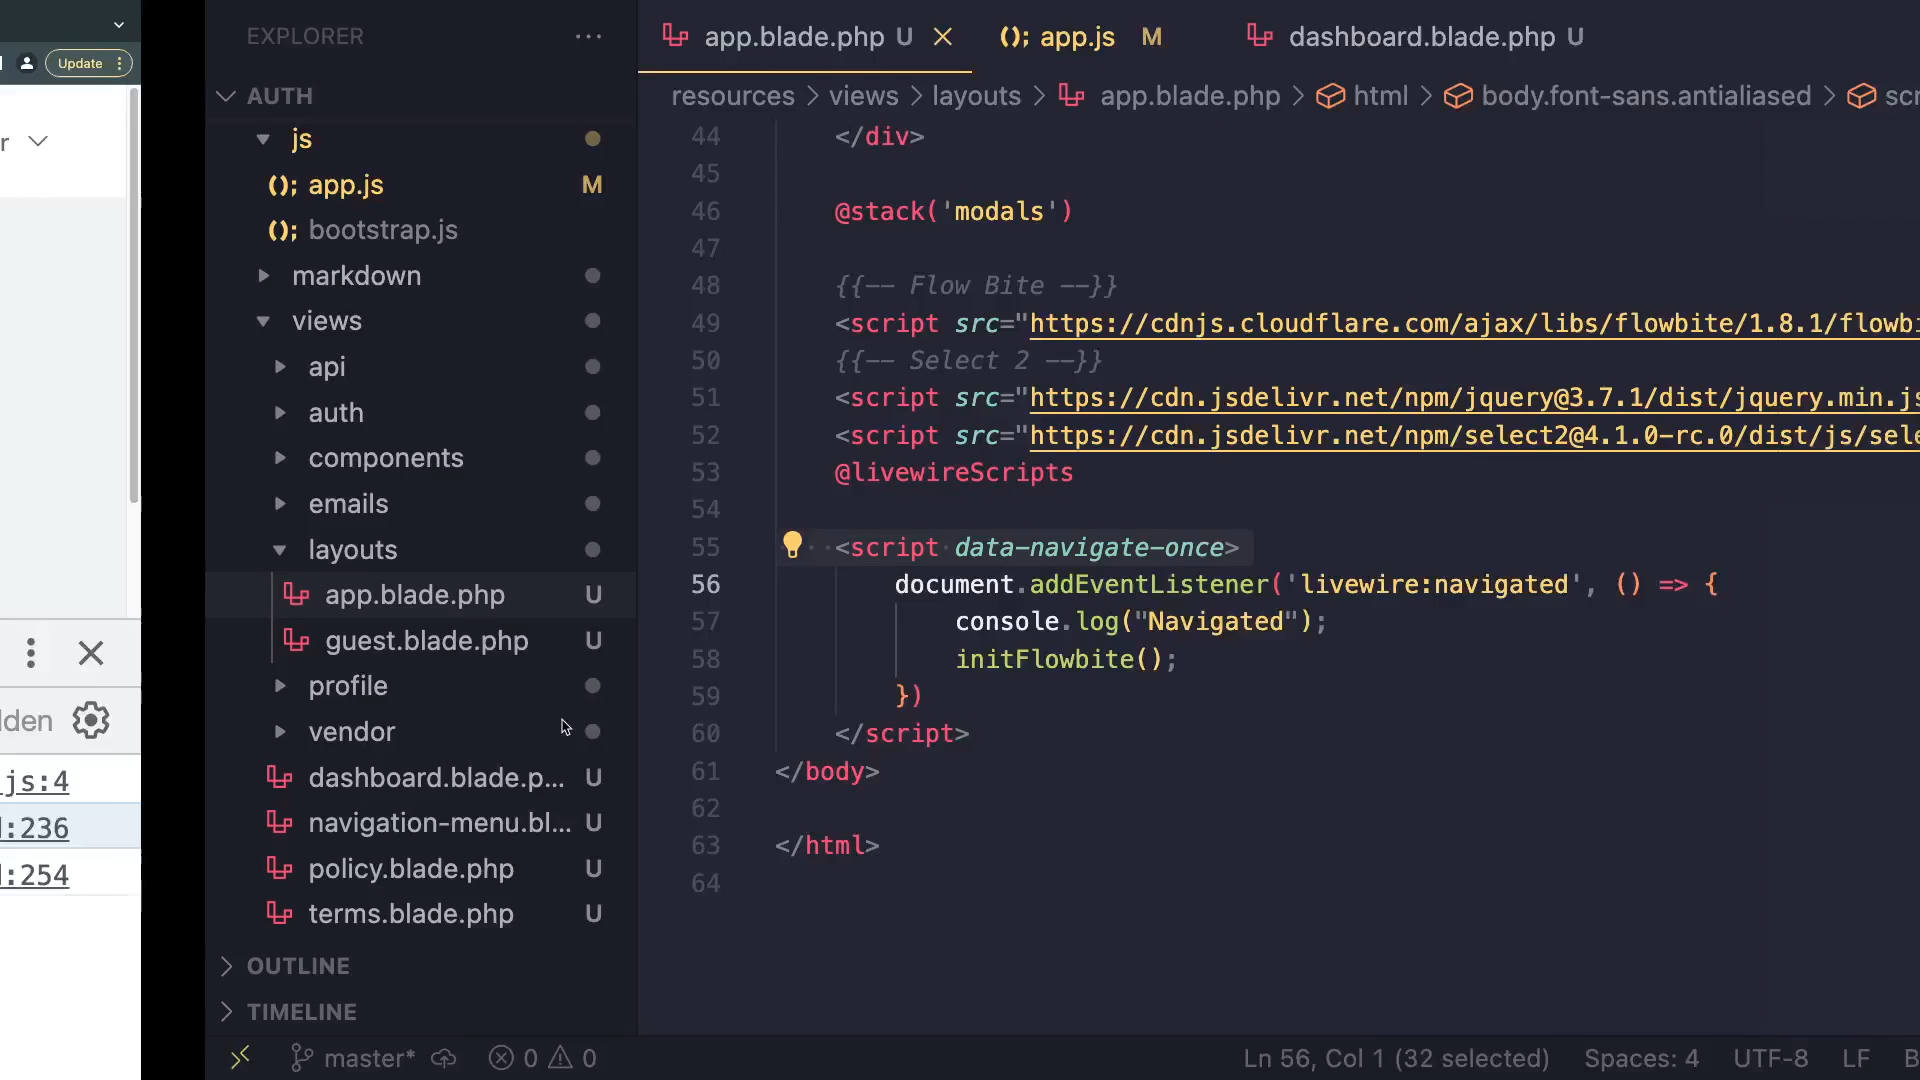 Update
r
lden
js:4
l:236
l:254
EXPLORER
AUTH
js
app.js M
bootstrap.js
markdown
views
api
auth
components
emails
layouts
app.blade.php U
guest.blade.php U
profile
vendor
dashboard.blade.p... U
navigation-menu.bl... U
policy.blade.php U
terms.blade.php U
OUTLINE
TIMELINE
app.blade.php U
app.js M
dashboard.blade.php U
resources > views > layouts > app.blade.php > html > body.font-sans.antialiased > scr
44 </div>
45
46 @stack('modals')
47
48 {{-- Flow Bite --}}
49 <script src="https://cdnjs.cloudflare.com/ajax/libs/flowbite/1.8.1/flowbi
50 {{-- Select 2 --}}
51 <script src="https://cdn.jsdelivr.net/npm/jquery@3.7.1/dist/jquery.min.js
52 <script src="https://cdn.jsdelivr.net/npm/select2@4.1.0-rc.0/dist/js/sele
53 @livewireScripts
54
55 <script data-navigate-once>
56 document.addEventListener('livewire:navigated', () => {
57 console.log("Navigated");
58 initFlowbite();
59 })
60 </script>
61 </body>
62
63 </html>
64
master* 0 0 Ln 56, Col 1 (32 selected) Spaces: 4 UTF-8 LF B